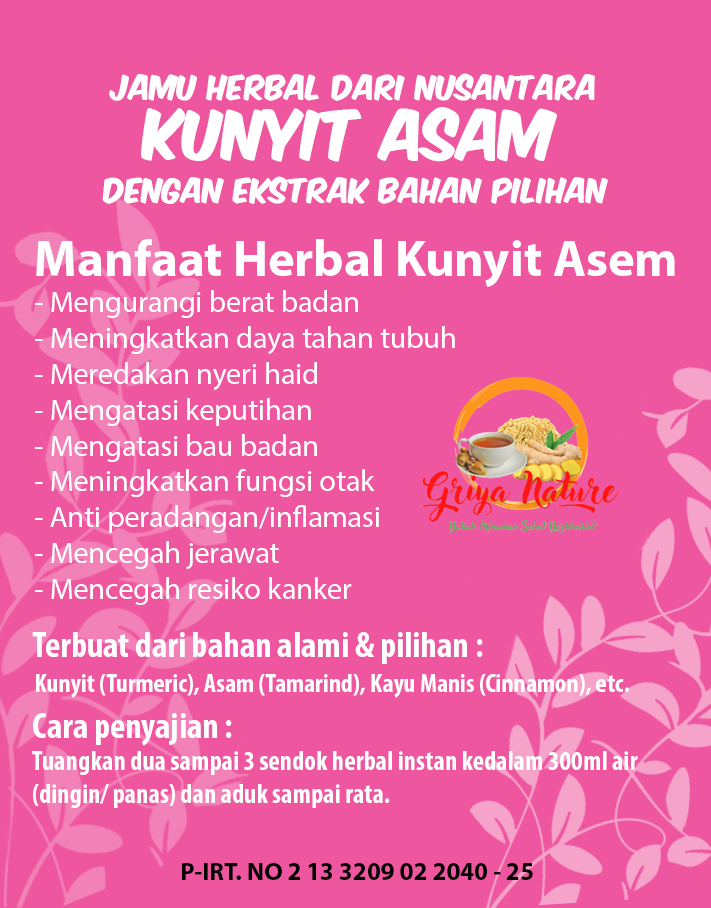 JAMU HERBAL DARI NUSANTARA
KUNYIT ASAM
DENGAN EKSTRAK BAHAN PILIHAN
Manfaat Herbal Kunyit Asem
- Mengurangi berat badan
- Meningkatkan daya tahan tubuh
- Meredakan nyeri haid
- Mengatasi keputihan
- Mengatasi bau badan
- Meningkatkan fungsi otak
- Anti peradangan/inflamasi
- Mencegah jerawat
- Mencegah resiko kanker
Griya Nature
Terbuat dari bahan alami & pilihan :
Kunyit (Turmeric), Asam (Tamarind), Kayu Manis (Cinnamon), etc.
Cara penyajian :
Tuangkan dua sampai 3 sendok herbal instan kedalam 300ml air
(dingin/ panas) dan aduk sampai rata.
P-IRT. NO 2 13 3209 02 2040 - 25